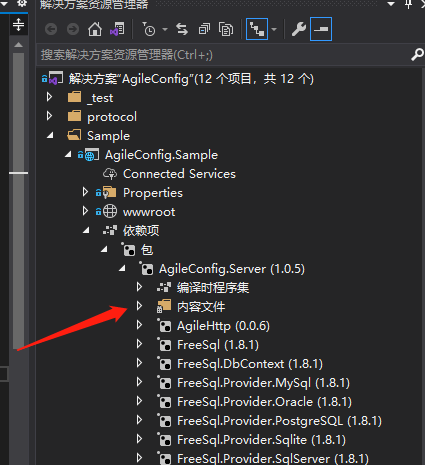 解决方案资源管理器
搜索解决方案资源管理器(Ctrl+;)
解决方案"AgileConfig"(12 个项目，共 12 个)
_test
protocol
Sample
AgileConfig.Sample
Connected Services
Properties
wwwroot
依赖项
包
AgileConfig.Server (1.0.5)
编译时程序集
内容文件
AgileHttp (0.0.6)
FreeSql (1.8.1)
FreeSql.DbContext (1.8.1)
FreeSql.Provider.MySql (1.8.1)
FreeSql.Provider.Oracle (1.8.1)
FreeSql.Provider.PostgreSQL (1.8.1)
FreeSql.Provider.Sqlite (1.8.1)
FreeSql.Provider.SqlServer (1.8.1)